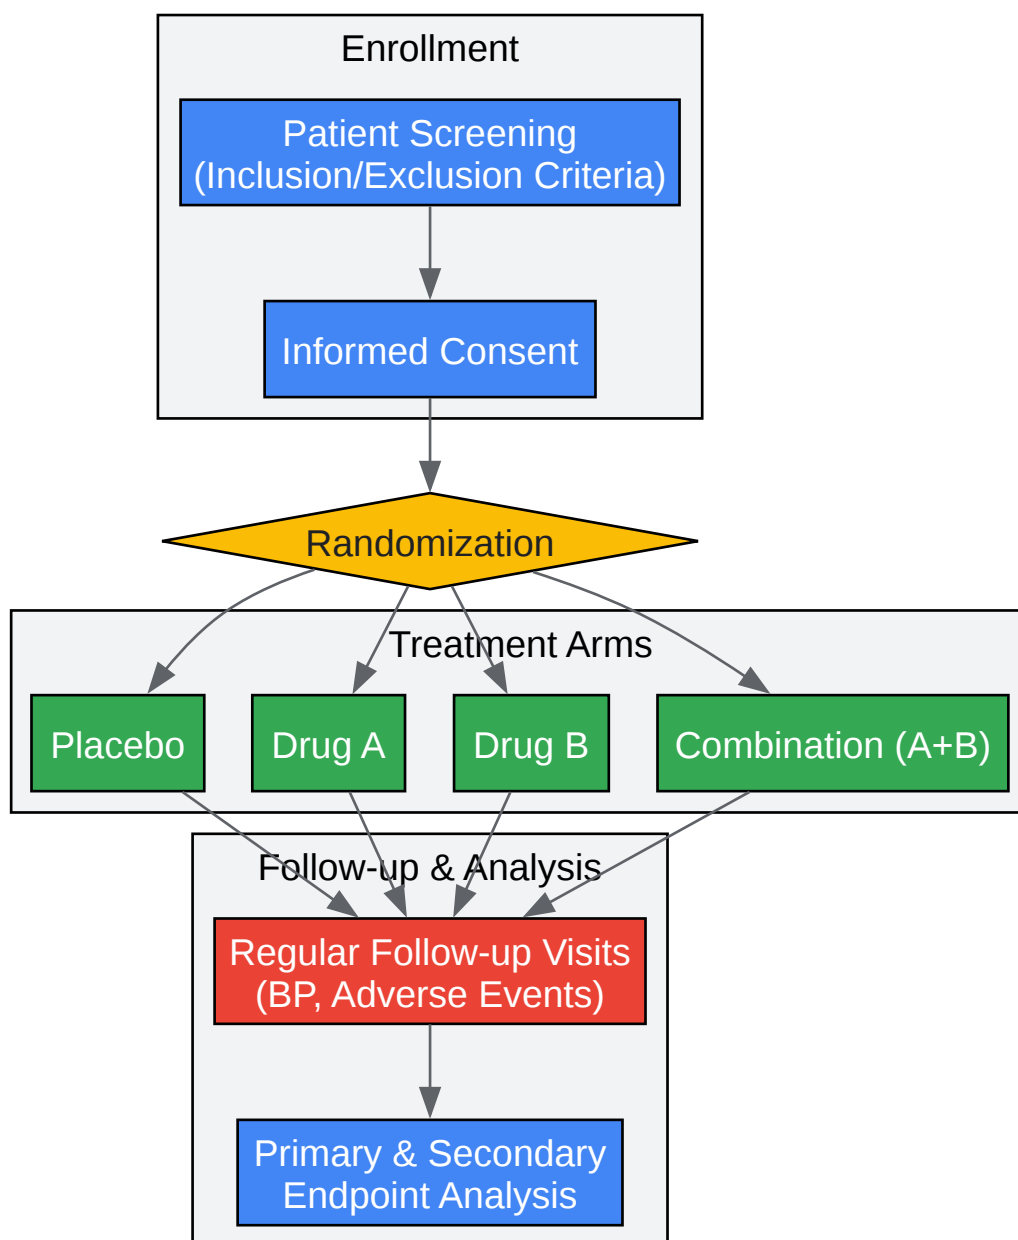 Enrollment
Patient Screening
(Inclusion/Exclusion Criteria)
Informed Consent
Randomization
Treatment Arms
Placebo
Drug A
Drug B
Combination (A+B)
Follow-up & Analysis
Regular Follow-up Visits
(BP, Adverse Events)
Primary & Secondary
Endpoint Analysis